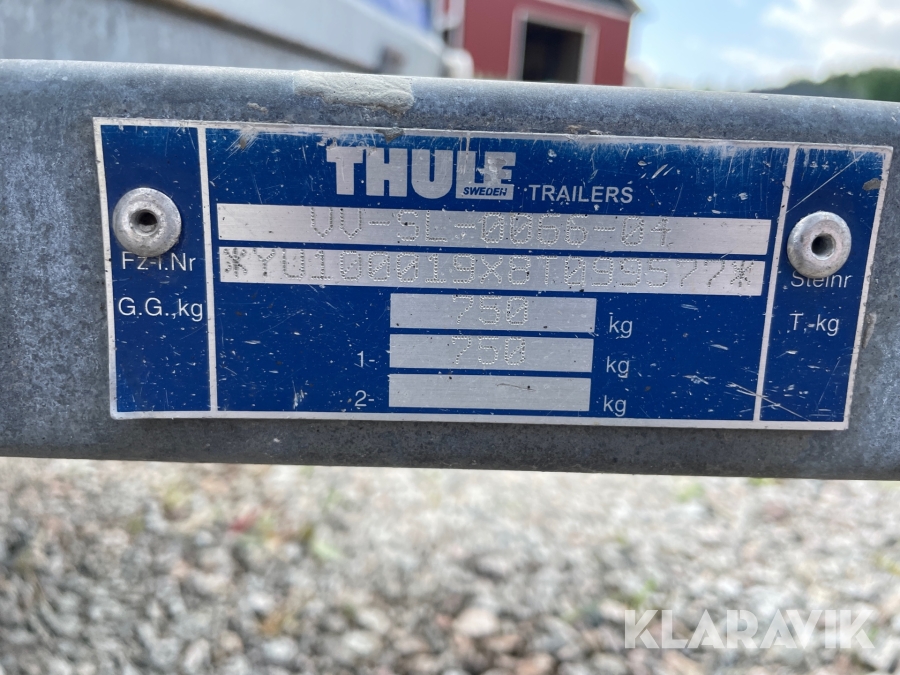 THULE
SWEDEN
TRAILERS
VV-SL-0066-04
Fz-I.Nr *YU100019X8T099577* Stelnr
G.G.,kg 750 kg T.-kg
1- 750 kg
2- kg
KLARAVIK